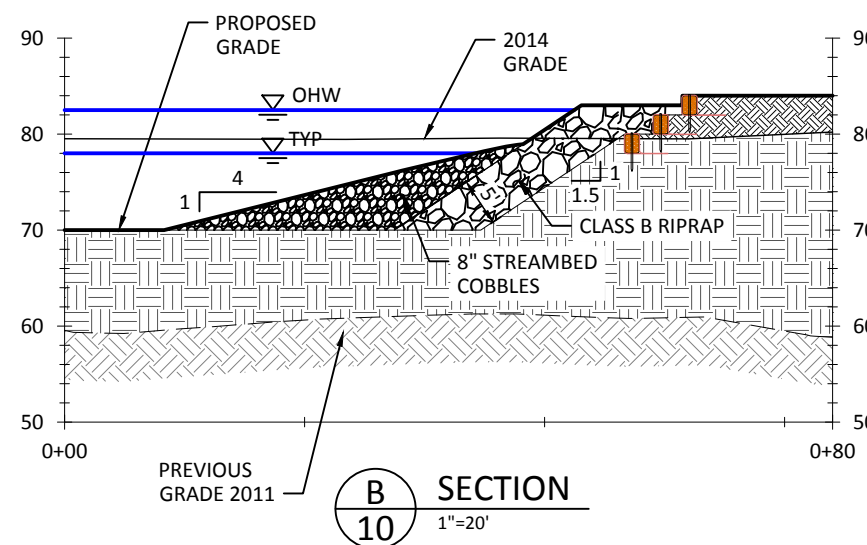 PROPOSED
GRADE
2014
GRADE
90
90
OHW
80
80
TYP
4
1
1
1.5
5'
CLASS B RIPRAP
70
70
8" STREAMBED
COBBLES
60
60
50
50
0+00
0+80
PREVIOUS
GRADE 2011
B
10
SECTION
1"=20'